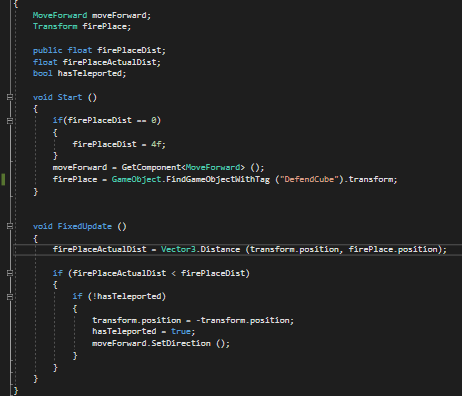 {
MoveForward moveForward;
Transform firePlace;
public float firePlaceDist;
float firePlaceActualDist;
bool hasTeleported;
void Start ()
{
if(firePlaceDist == 0)
{
firePlaceDist = 4f;
}
moveForward = GetComponent<MoveForward> ();
firePlace = GameObject.FindGameObjectWithTag ("DefendCube").transform;
}
void FixedUpdate ()
{
firePlaceActualDist = Vector3.Distance (transform.position, firePlace.position);
if (firePlaceActualDist < firePlaceDist)
{
if (!hasTeleported)
{
transform.position = -transform.position;
hasTeleported = true;
moveForward.SetDirection ();
}
}
}
}